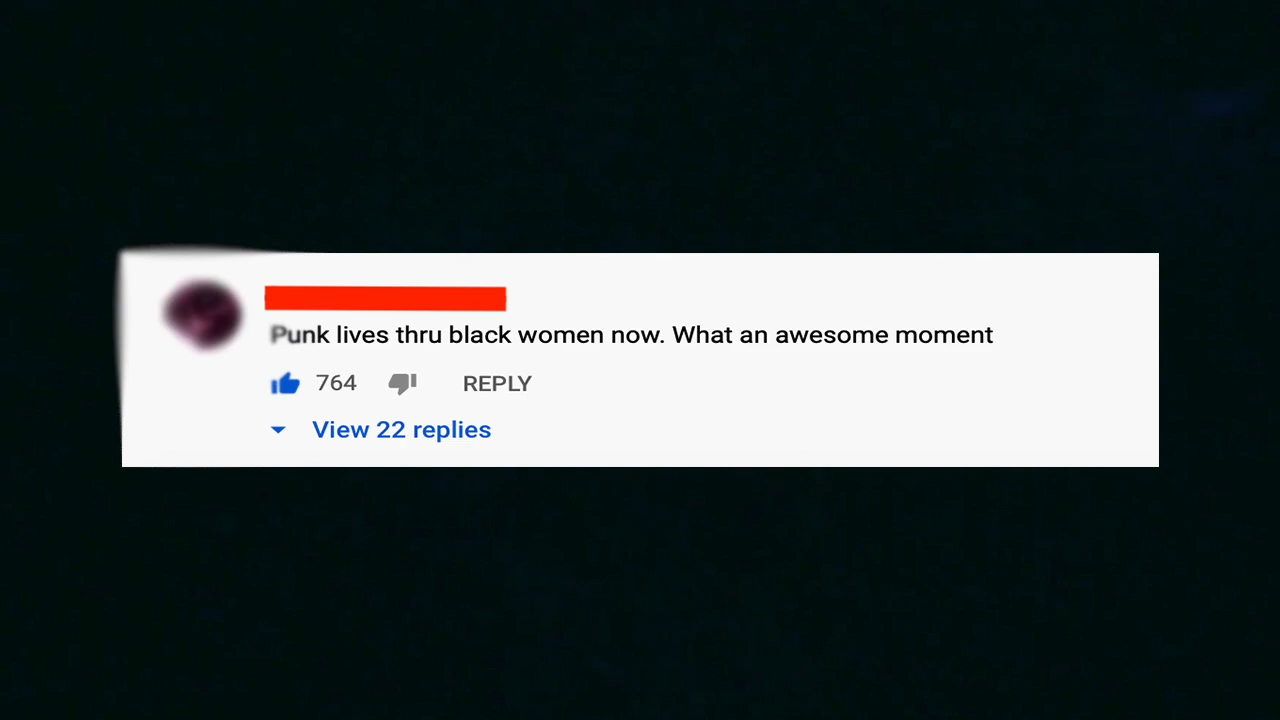 Punk lives thru black women now. What an awesome moment
764 REPLY
View 22 replies